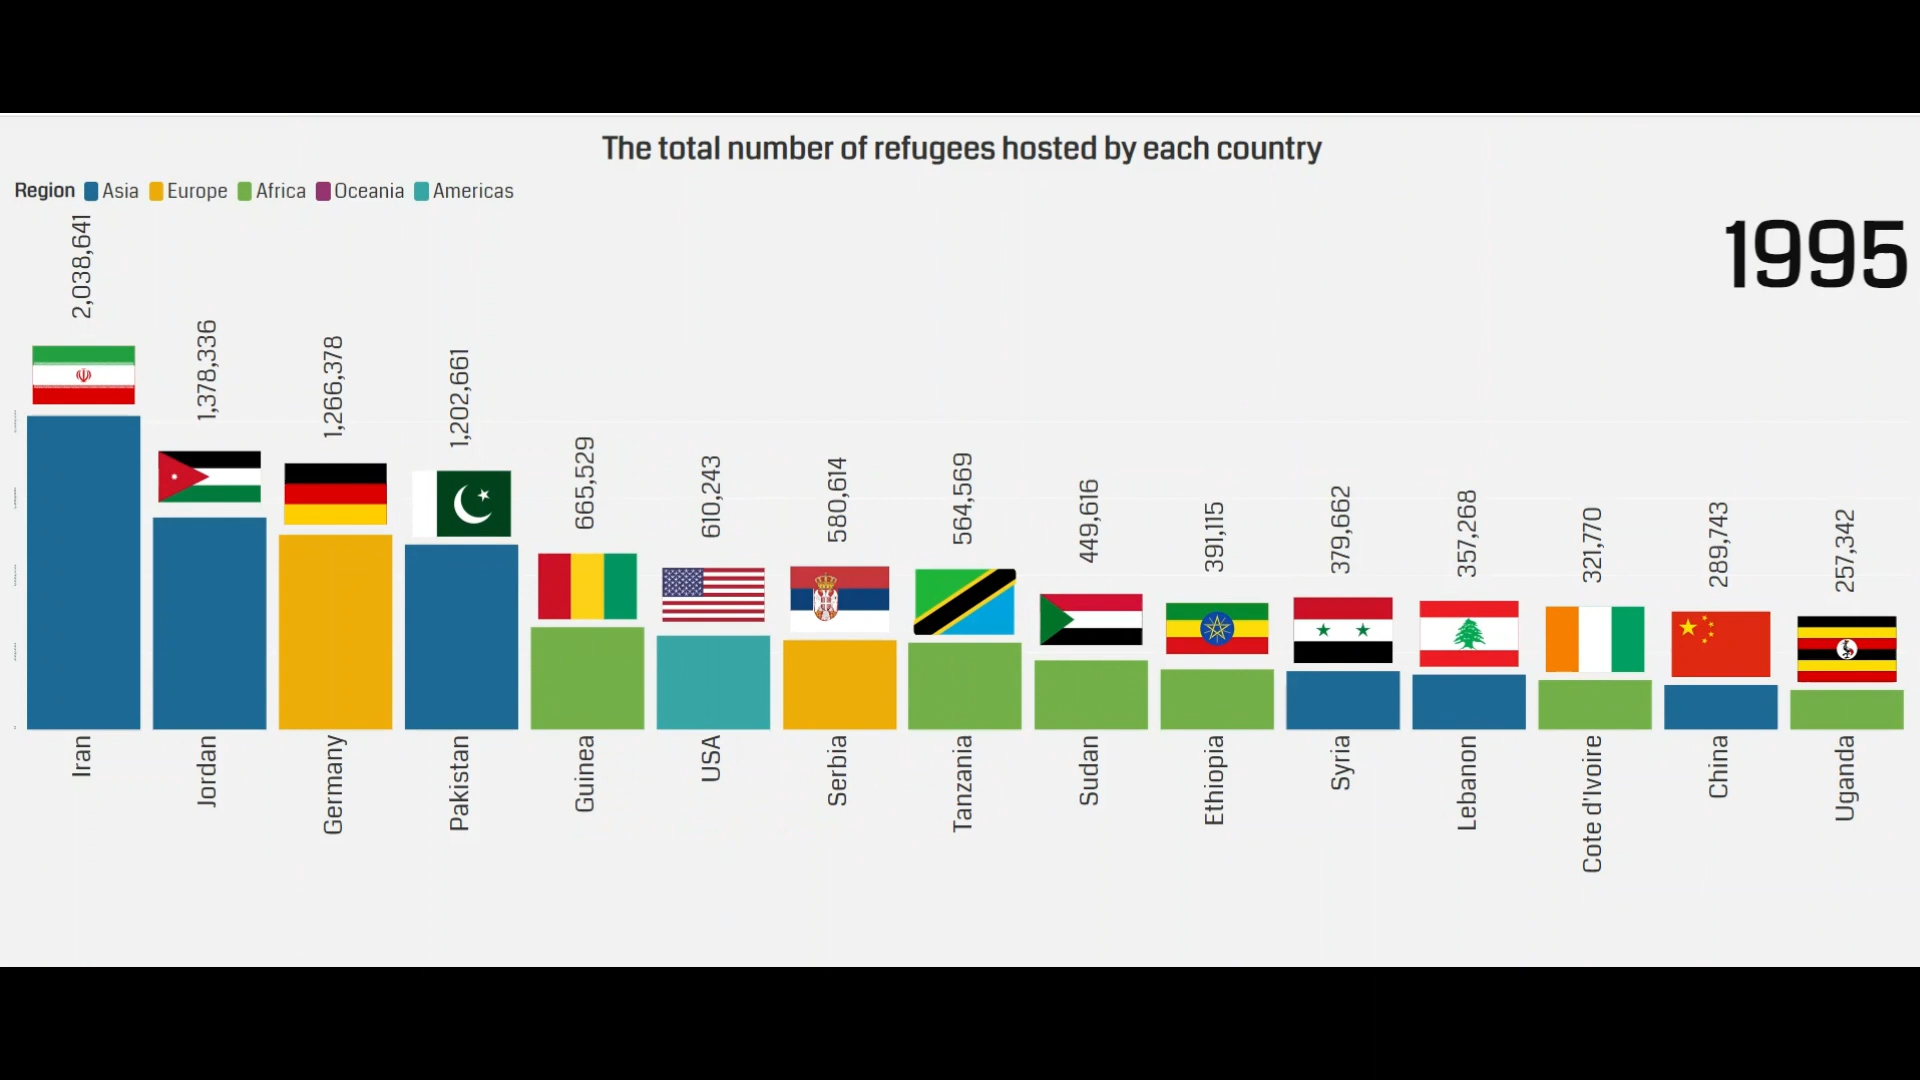 The total number of refugees hosted by each country
Region Asia Europe Africa Oceania Americas
1995
2,038,641
1,378,336
1,266,378
1,202,661
665,529
610,243
580,614
564,569
449,616
391,115
379,662
357,268
321,770
289,743
257,342
Iran
Jordan
Germany
Pakistan
Guinea
USA
Serbia
Tanzania
Sudan
Ethiopia
Syria
Lebanon
Cote d'Ivoire
China
Uganda